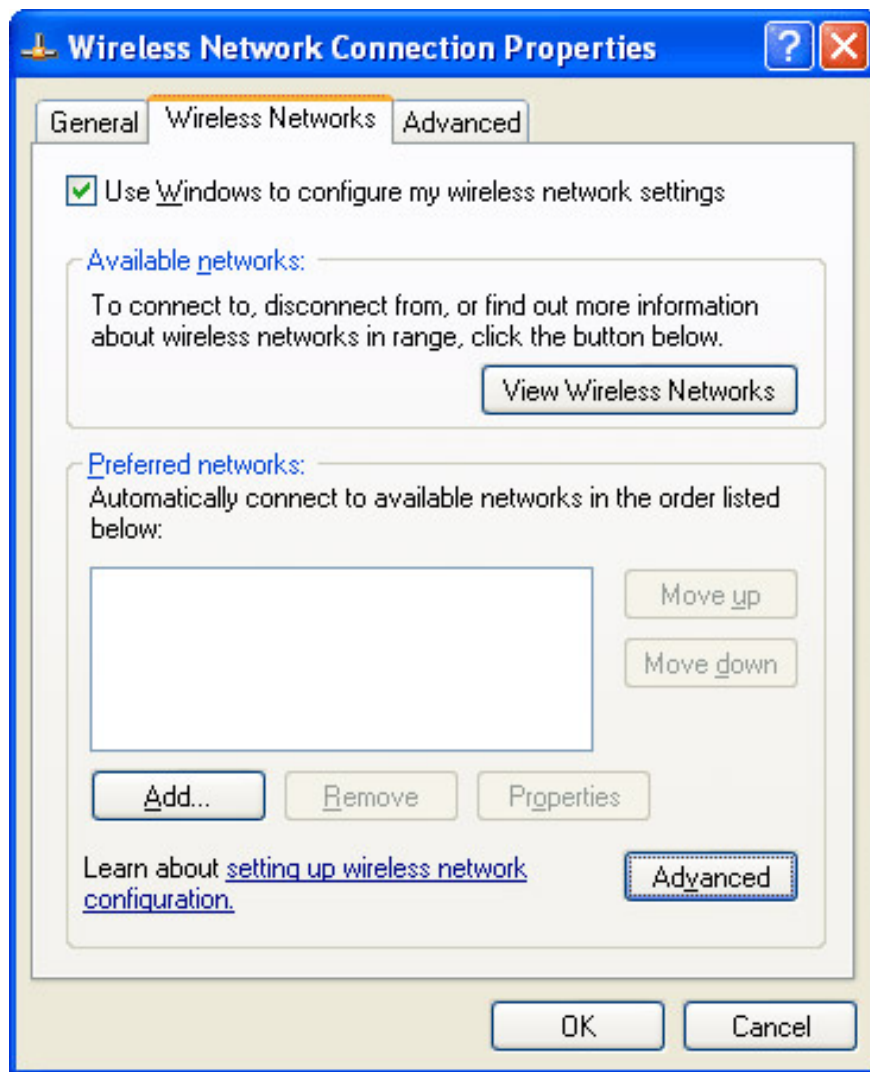 Wireless Network Connection Properties
General
Wireless Networks
Advanced
Use Windows to configure my wireless network settings
Available networks:
To connect to, disconnect from, or find out more information
about wireless networks in range, click the button below.
View Wireless Networks
Preferred networks:
Automatically connect to available networks in the order listed
below:
Move up
Move down
Add...
Remove
Properties
Learn about setting up wireless network
configuration.
Advanced
OK
Cancel